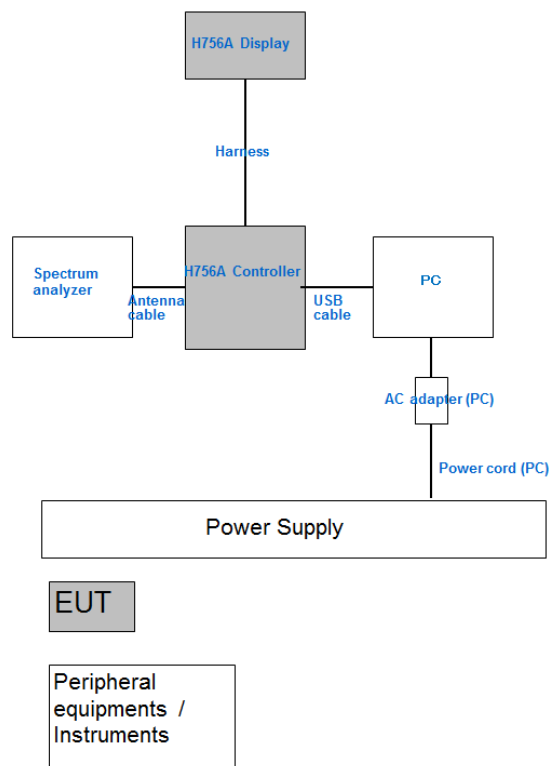 H756A Display
Harness
Spectrum
analyzer
Antenna
cable
H756A Controller
USB
cable
PC
AC adapter (PC)
Power cord (PC)
Power Supply
EUT
Peripheral
equipments /
Instruments